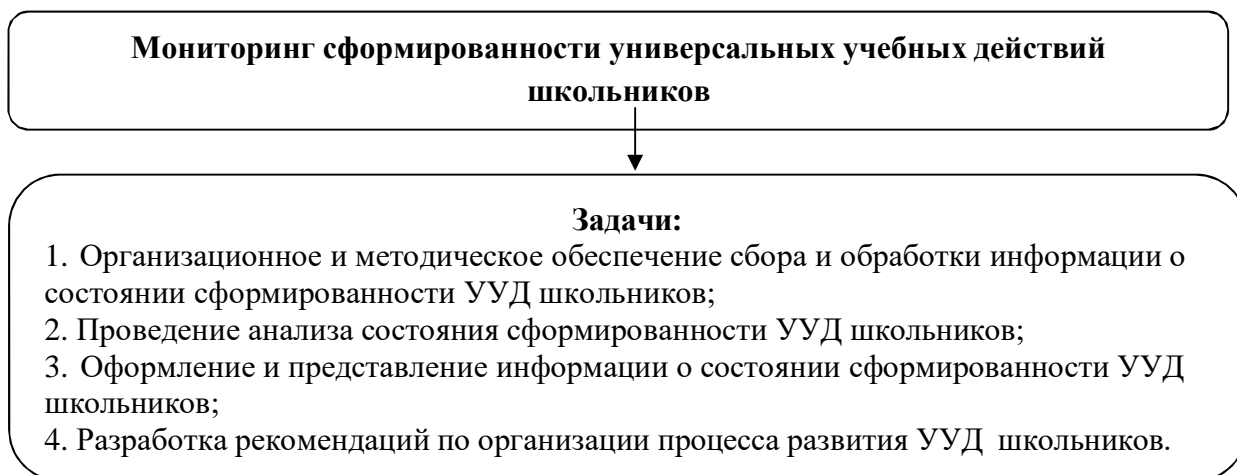 Мониторинг сформированности универсальных учебных действий
школьников
Задачи:
1. Организационное и методическое обеспечение сбора и обработки информации о
состоянии сформированности УУД школьников;
2. Проведение анализа состояния сформированности УУД школьников;
3. Оформление и представление информации о состоянии сформированности УУД
школьников;
4. Разработка рекомендаций по организации процесса развития УУД школьников.